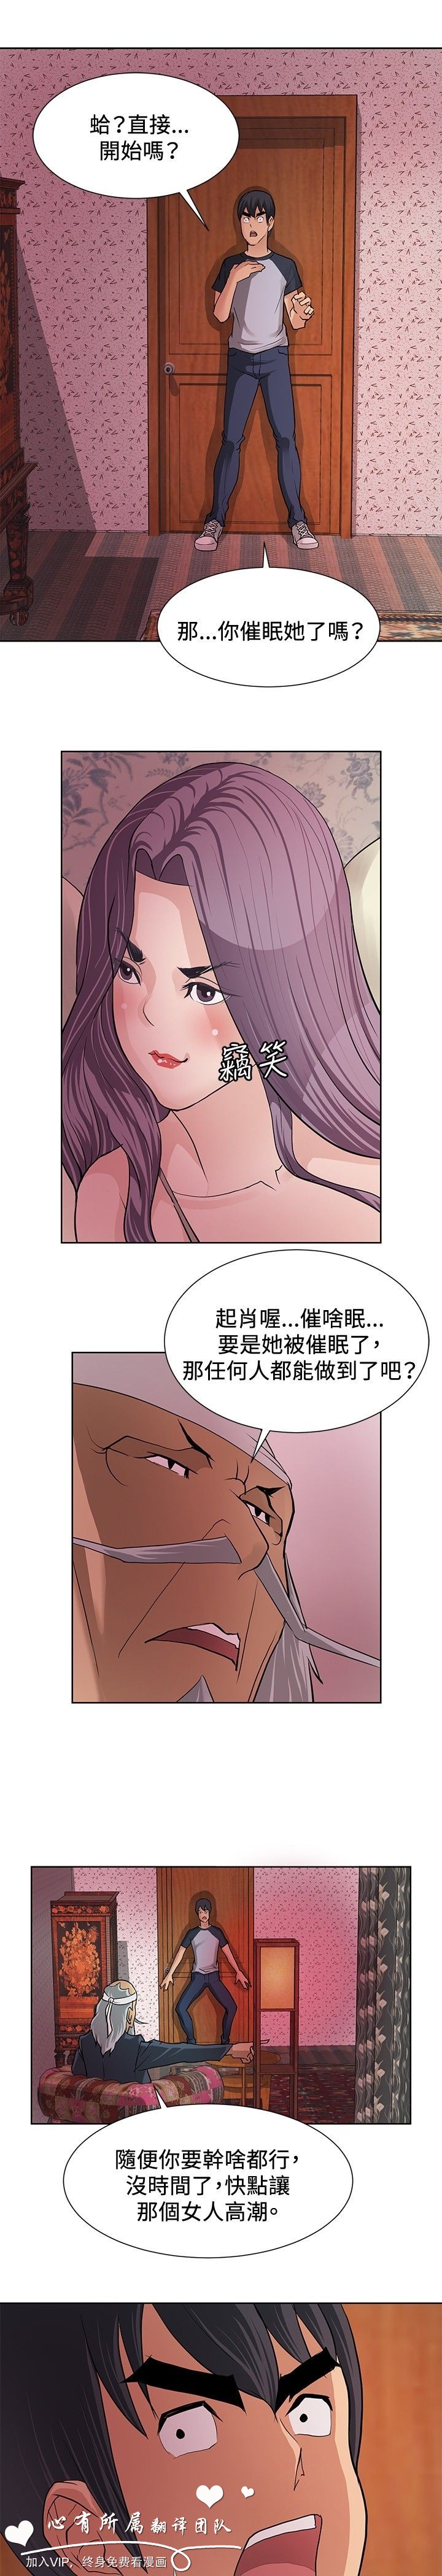 蛤？直接…
開始嗎？
那…你催眠她了嗎？
竊笑
起肖喔…催啥眠…
要是她被催眠了，
那任何人都能做到了吧？
隨便你要幹啥都行，
沒時間了，快點讓
那個女人高潮。
心有所属翻译团队
加入VIP，终身免费看漫画